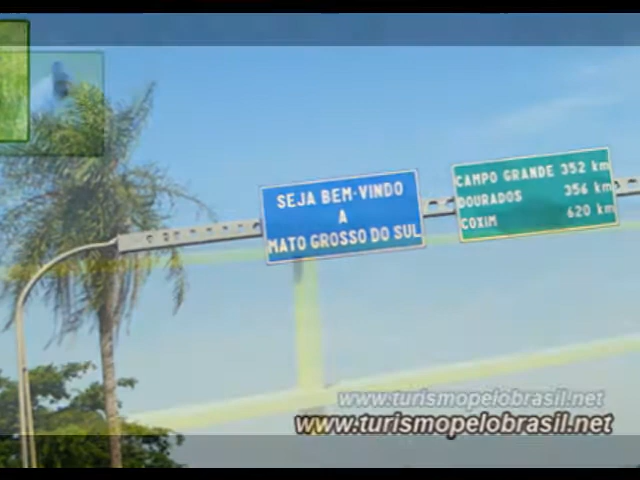 SEJA BEM-VINDO
A
MATO GROSSO DO SUL
CAMPO GRANDE 352 km
DOURADOS 356 km
COXIM 620 km
www.turismopelobrasil.net
www.turismopelobrasil.net